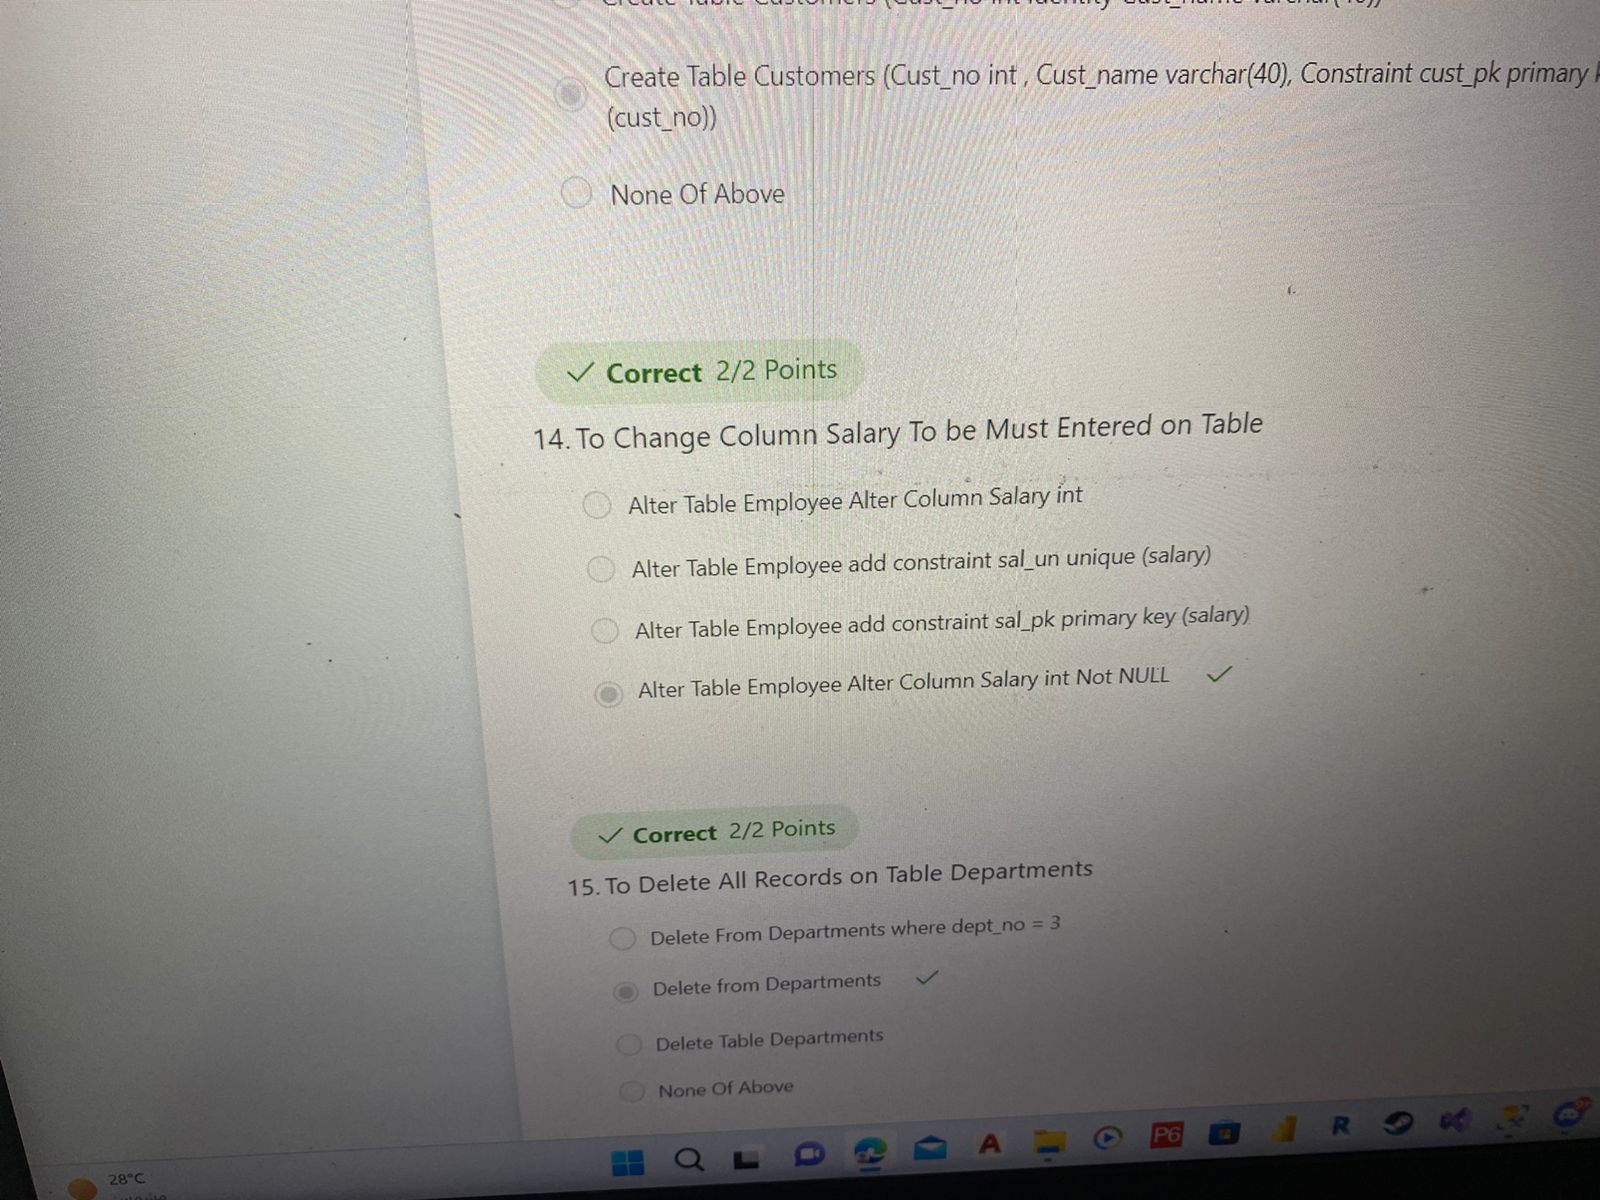 Create Table Customers (Cust_no int , Cust_name varchar(40), Constraint cust_pk primary
(cust_no))
None Of Above
Correct 2/2 Points
14. To Change Column Salary To be Must Entered on Table
Alter Table Employee Alter Column Salary int
Alter Table Employee add constraint sal_un unique (salary)
Alter Table Employee add constraint sal_pk primary key (salary)
Alter Table Employee Alter Column Salary int Not NULL
Correct 2/2 Points
15. To Delete All Records on Table Departments
Delete From Departments where dept_no = 3
Delete from Departments
Delete Table Departments
None Of Above
P6
28°C